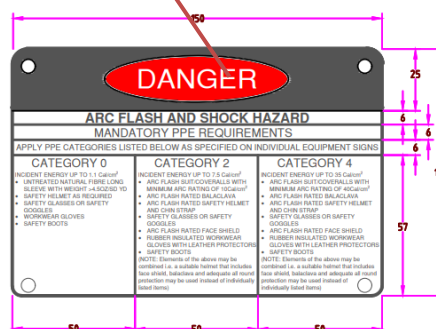 150
DANGER
25
ARC FLASH AND SHOCK HAZARD
6
MANDATORY PPE REQUIREMENTS
6
APPLY PPE CATEGORIES LISTED BELOW AS SPECIFIED ON INDIVIDUAL EQUIPMENT SIGNS
6
CATEGORY 0
INCIDENT ENERGY UP TO 1.1 Cal/cm²
• UNTREATED NATURAL FIBRE LONG
SLEEVE WITH WEIGHT >4.5OZ/SD YD
• SAFETY HELMET AS REQUIRED
• SAFETY GLASSES OR SAFETY
GOGGLES
• WORKWEAR GLOVES
• SAFETY BOOTS
CATEGORY 2
INCIDENT ENERGY UP TO 7.5 Cal/cm²
• ARC FLASH SUIT/COVERALLS WITH
MINIMUM ARC RATING OF 10Cal/cm²
• ARC FLASH RATED BALACLAVA
• ARC FLASH RATED SAFETY HELMET
AND CHIN STRAP
• SAFETY GLASSES OR SAFETY
GOGGLES
• ARC FLASH RATED FACE SHIELD
• RUBBER INSULATED WORKWEAR
GLOVES WITH LEATHER PROTECTORS
• SAFETY BOOTS
(NOTE: Elements of the above may be
combined i.e. a suitable helmet that includes
face shield, balaclava and adequate all round
protection may be used instead of individually
listed items)
CATEGORY 4
INCIDENT ENERGY UP TO 35 Cal/cm²
• ARC FLASH SUIT/COVERALLS WITH
MINIMUM ARC RATING OF 40Cal/cm²
• ARC FLASH RATED BALACLAVA
• ARC FLASH RATED SAFETY HELMET
AND CHIN STRAP
• SAFETY GLASSES OR SAFETY
GOGGLES
• ARC FLASH RATED FACE SHIELD
• RUBBER INSULATED WORKWEAR
GLOVES WITH LEATHER PROTECTORS
• SAFETY BOOTS
(NOTE: Elements of the above may be
combined i.e. a suitable helmet that includes
face shield, balaclava and adequate all round
protection may be used instead of
individually listed items)
57
50 50 50